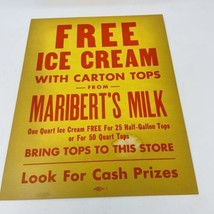 FREE
ICE CREAM
WITH CARTON TOPS
FROM
MARIBERT'S MILK
One Quart Ice Cream FREE For 25 Half-Gallon Tops
or For 50 Quart Tops
BRING TOPS TO THIS STORE
Look For Cash Prizes